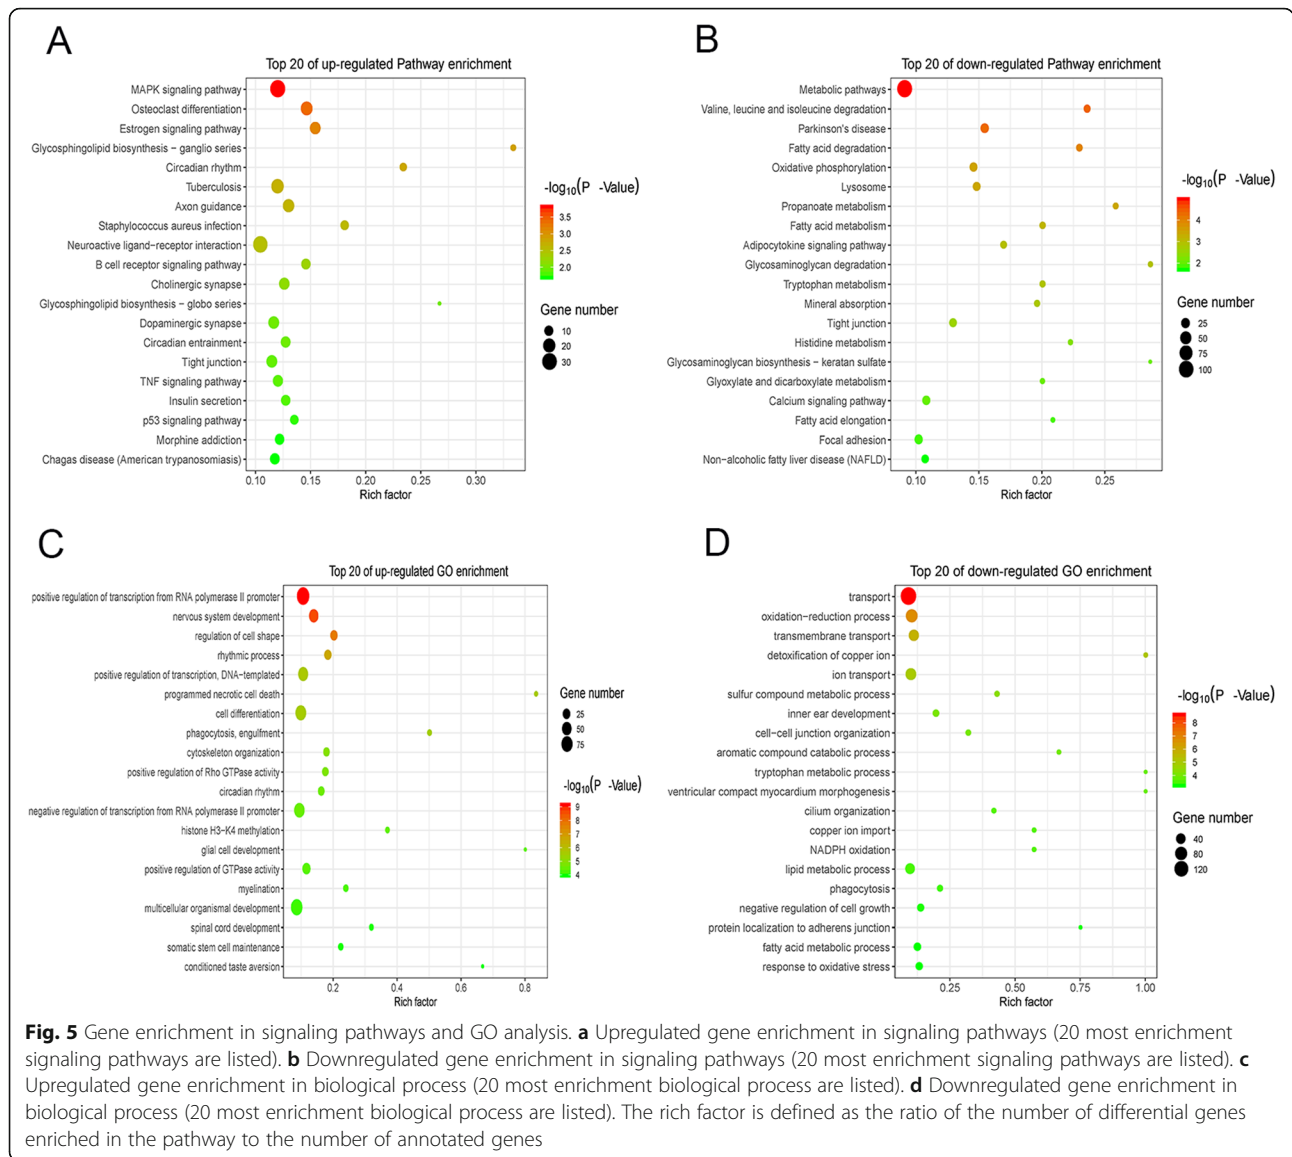 A
Top 20 of up-regulated Pathway enrichment
MAPK signaling pathway
Osteoclast differentiation
Estrogen signaling pathway
Glycosphingolipid biosynthesis − ganglio series
Circadian rhythm
Tuberculosis
Axon guidance
Staphylococcus aureus infection
Neuroactive ligand−receptor interaction
B cell receptor signaling pathway
Cholinergic synapse
Glycosphingolipid biosynthesis − globo series
Dopaminergic synapse
Circadian entrainment
Tight junction
TNF signaling pathway
Insulin secretion
p53 signaling pathway
Morphine addiction
Chagas disease (American trypanosomiasis)
0.10 0.15 0.20 0.25 0.30
Rich factor
-log10(P -Value)
3.5
3.0
2.5
2.0
Gene number
10
20
30
B
Top 20 of down-regulated Pathway enrichment
Metabolic pathways
Valine, leucine and isoleucine degradation
Parkinson's disease
Fatty acid degradation
Oxidative phosphorylation
Lysosome
Propanoate metabolism
Fatty acid metabolism
Adipocytokine signaling pathway
Glycosaminoglycan degradation
Tryptophan metabolism
Mineral absorption
Tight junction
Histidine metabolism
Glycosaminoglycan biosynthesis − keratan sulfate
Glyoxylate and dicarboxylate metabolism
Calcium signaling pathway
Fatty acid elongation
Focal adhesion
Non-alcoholic fatty liver disease (NAFLD)
0.10 0.15 0.20 0.25
Rich factor
-log10(P -Value)
4
3
2
Gene number
25
50
75
100
C
Top 20 of up-regulated GO enrichment
positive regulation of transcription from RNA polymerase II promoter
nervous system development
regulation of cell shape
rhythmic process
positive regulation of transcription, DNA-templated
programmed necrotic cell death
cell differentiation
phagocytosis, engulfment
cytoskeleton organization
positive regulation of Rho GTPase activity
circadian rhythm
negative regulation of transcription from RNA polymerase II promoter
histone H3−K4 methylation
glial cell development
positive regulation of GTPase activity
myelination
multicellular organismal development
spinal cord development
somatic stem cell maintenance
conditioned taste aversion
0.2 0.4 0.6 0.8
Rich factor
Gene number
25
50
75
-log10(P -Value)
9
8
7
6
5
4
D
Top 20 of down-regulated GO enrichment
transport
oxidation−reduction process
transmembrane transport
detoxification of copper ion
ion transport
sulfur compound metabolic process
inner ear development
cell−cell junction organization
aromatic compound catabolic process
tryptophan metabolic process
ventricular compact myocardium morphogenesis
cilium organization
copper ion import
NADPH oxidation
lipid metabolic process
phagocytosis
negative regulation of cell growth
protein localization to adherens junction
fatty acid metabolic process
response to oxidative stress
0.25 0.50 0.75 1.00
Rich factor
-log10(P -Value)
8
7
6
5
4
Gene number
40
80
120
Fig. 5 Gene enrichment in signaling pathways and GO analysis. a Upregulated gene enrichment in signaling pathways (20 most enrichment
signaling pathways are listed). b Downregulated gene enrichment in signaling pathways (20 most enrichment signaling pathways are listed). c
Upregulated gene enrichment in biological process (20 most enrichment biological process are listed). d Downregulated gene enrichment in
biological process (20 most enrichment biological process are listed). The rich factor is defined as the ratio of the number of differential genes
enriched in the pathway to the number of annotated genes